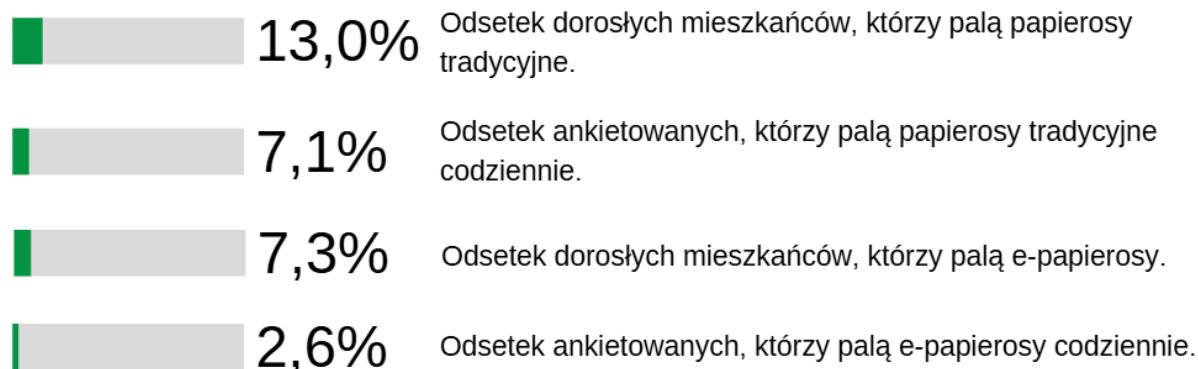 13,0%
Odsetek dorosłych mieszkańców, którzy palą papierosy
tradycyjne.
7,1%
Odsetek ankietowanych, którzy palą papierosy tradycyjne
codziennie.
7,3%
Odsetek dorosłych mieszkańców, którzy palą e-papierosy.
2,6%
Odsetek ankietowanych, którzy palą e-papierosy codziennie.